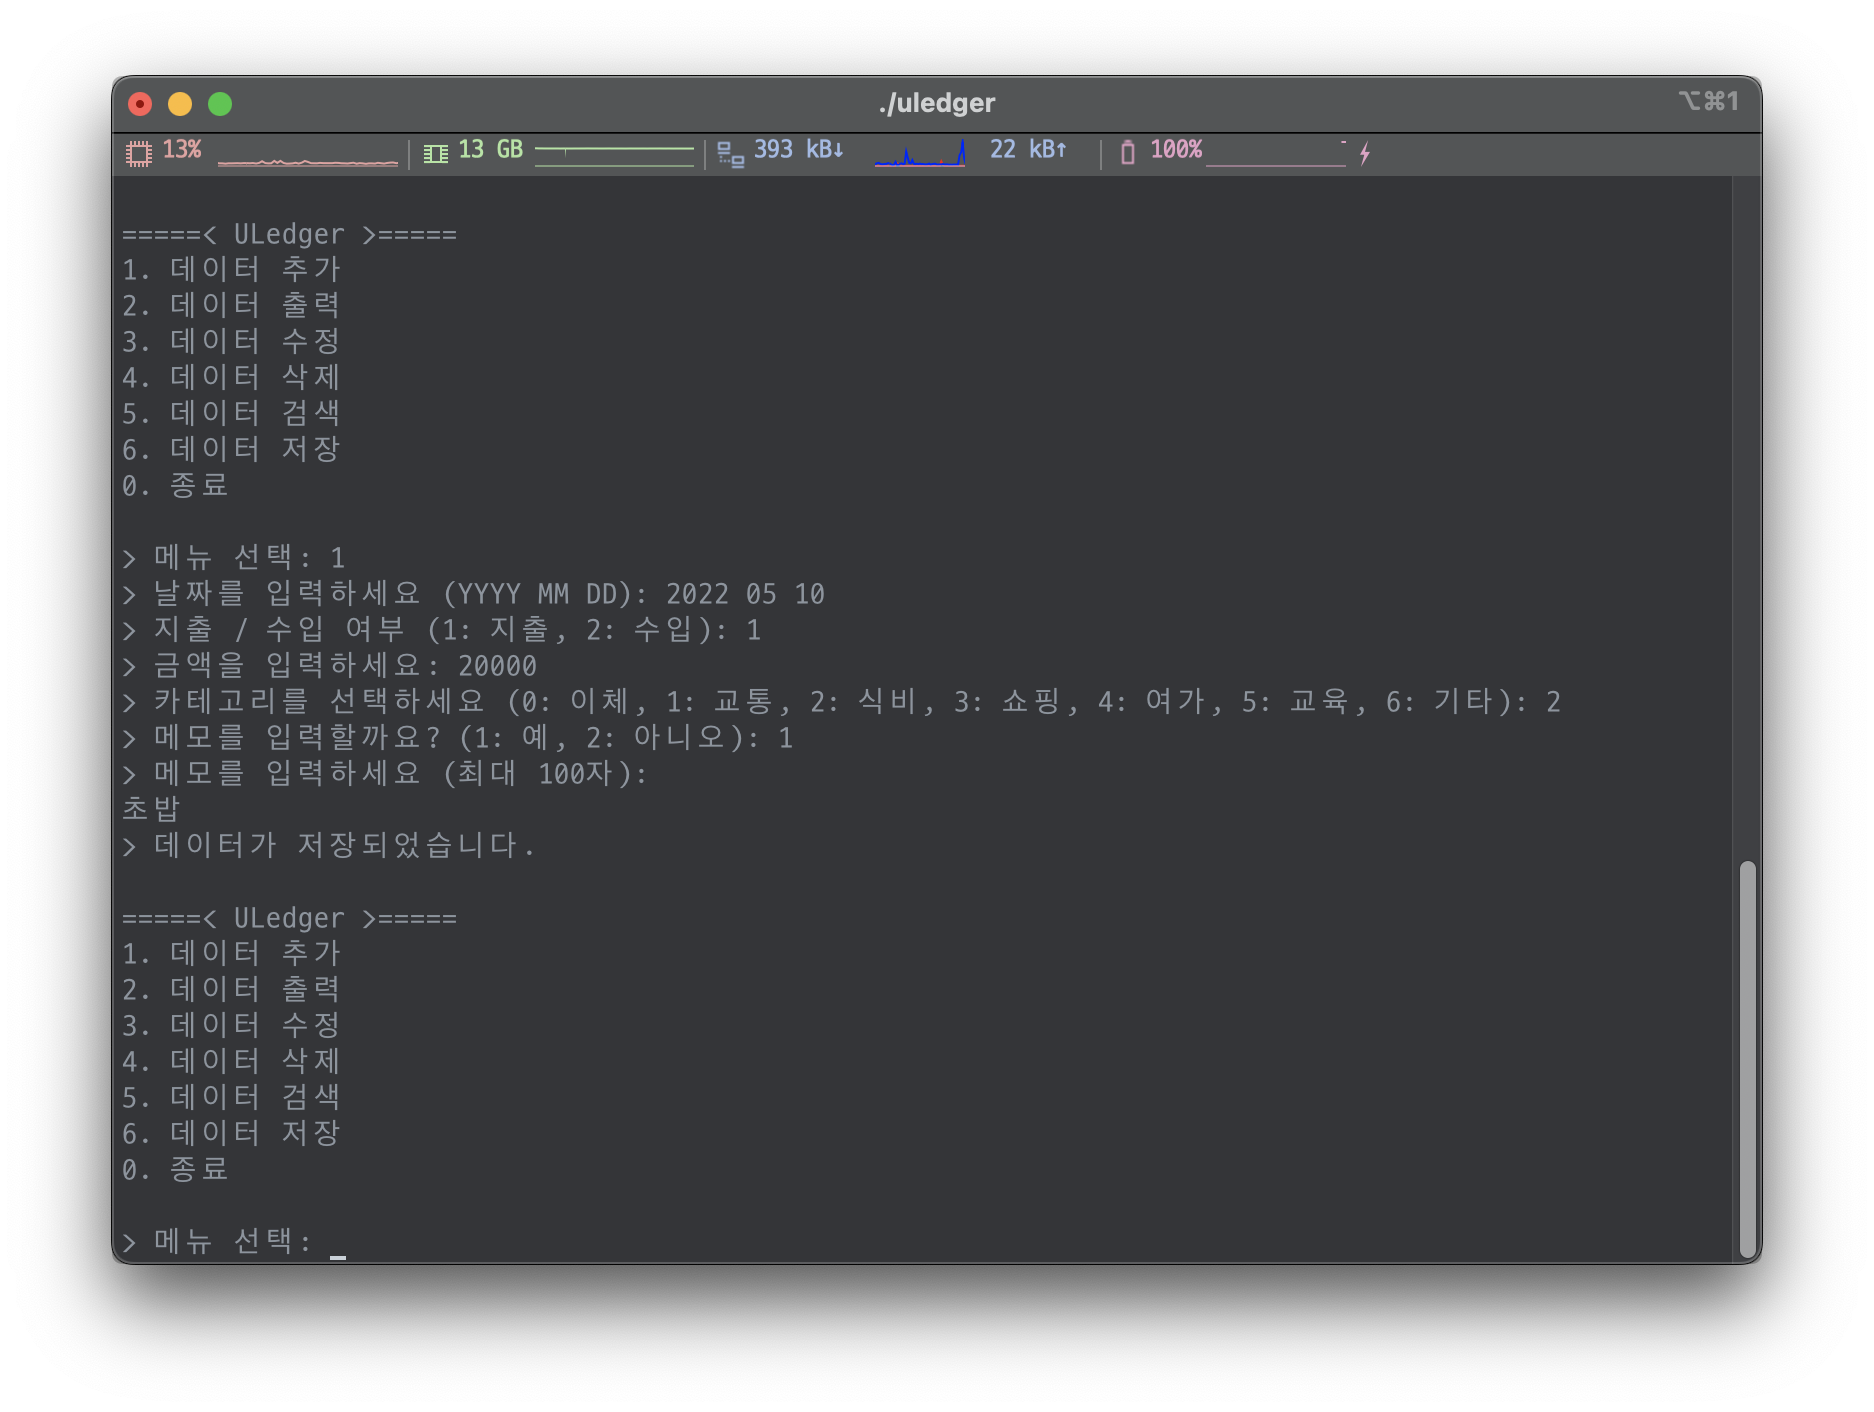 ./uledger
⌥⌘1
13% 13 GB 393 kB↓ 22 kB↑ 100%
=====< ULedger >=====
1. 데이터 추가
2. 데이터 출력
3. 데이터 수정
4. 데이터 삭제
5. 데이터 검색
6. 데이터 저장
0. 종료
> 메뉴 선택: 1
> 날짜를 입력하세요 (YYYY MM DD): 2022 05 10
> 지출 / 수입 여부 (1: 지출, 2: 수입): 1
> 금액을 입력하세요: 20000
> 카테고리를 선택하세요 (0: 이체, 1: 교통, 2: 식비, 3: 쇼핑, 4: 여가, 5: 교육, 6: 기타): 2
> 메모를 입력할까요? (1: 예, 2: 아니오): 1
> 메모를 입력하세요 (최대 100자):
초밥
> 데이터가 저장되었습니다.
=====< ULedger >=====
1. 데이터 추가
2. 데이터 출력
3. 데이터 수정
4. 데이터 삭제
5. 데이터 검색
6. 데이터 저장
0. 종료
> 메뉴 선택: _